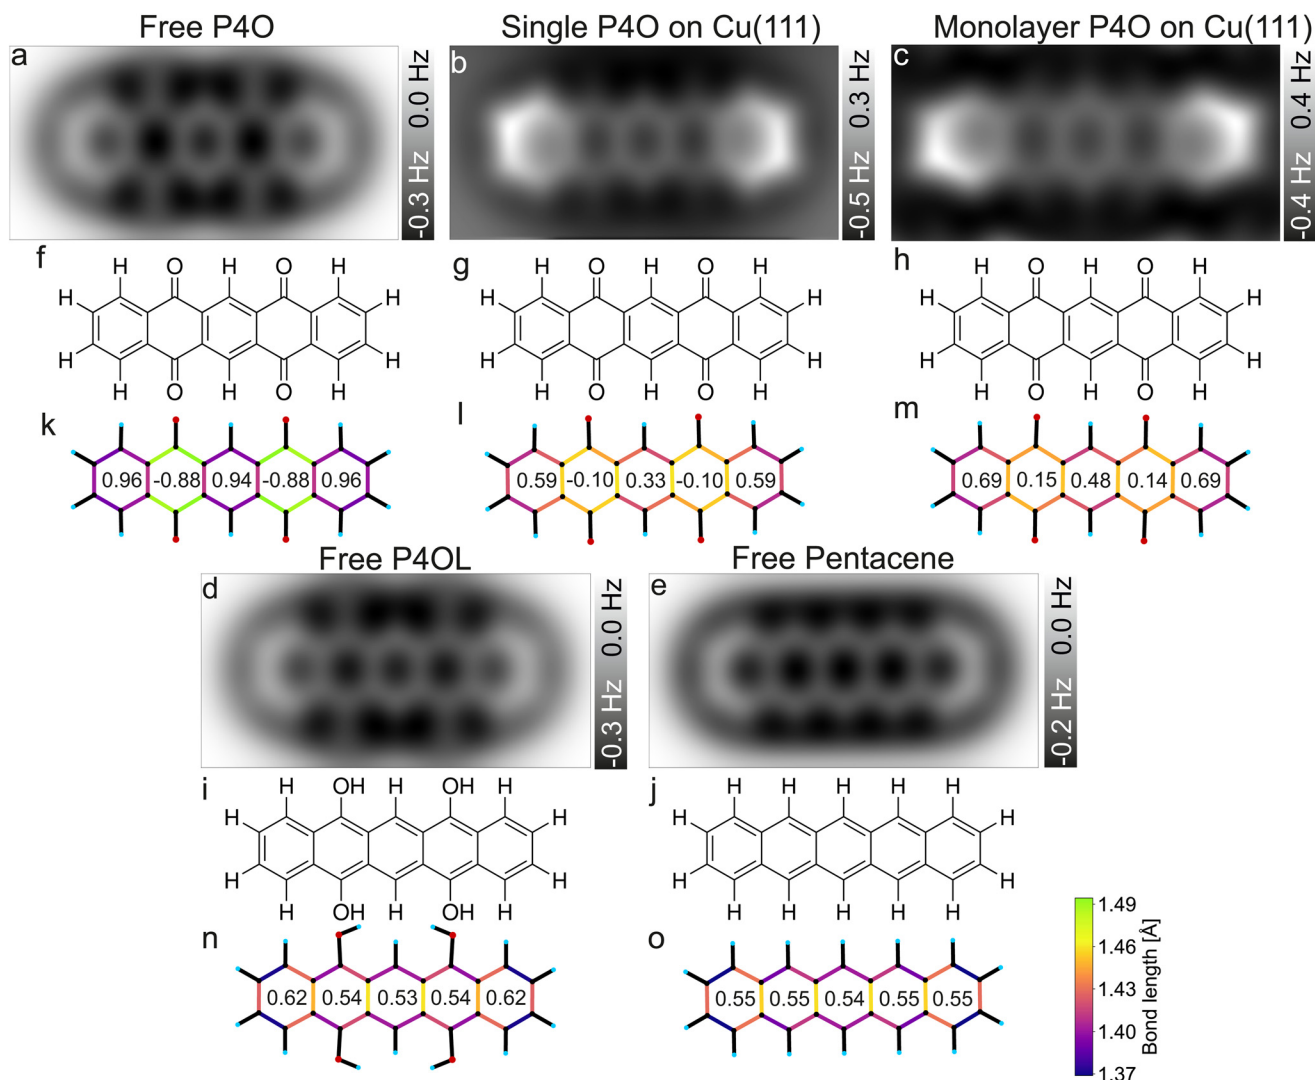 Free P4O
Single P4O on Cu(111)
Monolayer P4O on Cu(111)
a
-0.3 Hz 0.0 Hz
b
-0.5 Hz 0.3 Hz
c
-0.4 Hz 0.4 Hz
f
H O H O H
H H
H H
H O H O H
g
H O H O H
H H
H H
H O H O H
h
H O H O H
H H
H H
H O H O H
k
0.96 -0.88 0.94 -0.88 0.96
l
0.59 -0.10 0.33 -0.10 0.59
m
0.69 0.15 0.48 0.14 0.69
Free P4OL
Free Pentacene
d
-0.3 Hz 0.0 Hz
e
-0.2 Hz 0.0 Hz
i
H OH H OH H
H H
H H
H OH H OH H
j
H H H H H
H H
H H
H H H H H
n
0.62 0.54 0.53 0.54 0.62
o
0.55 0.55 0.54 0.55 0.55
1.49
1.46
1.43
1.40
1.37
Bond length [Å]